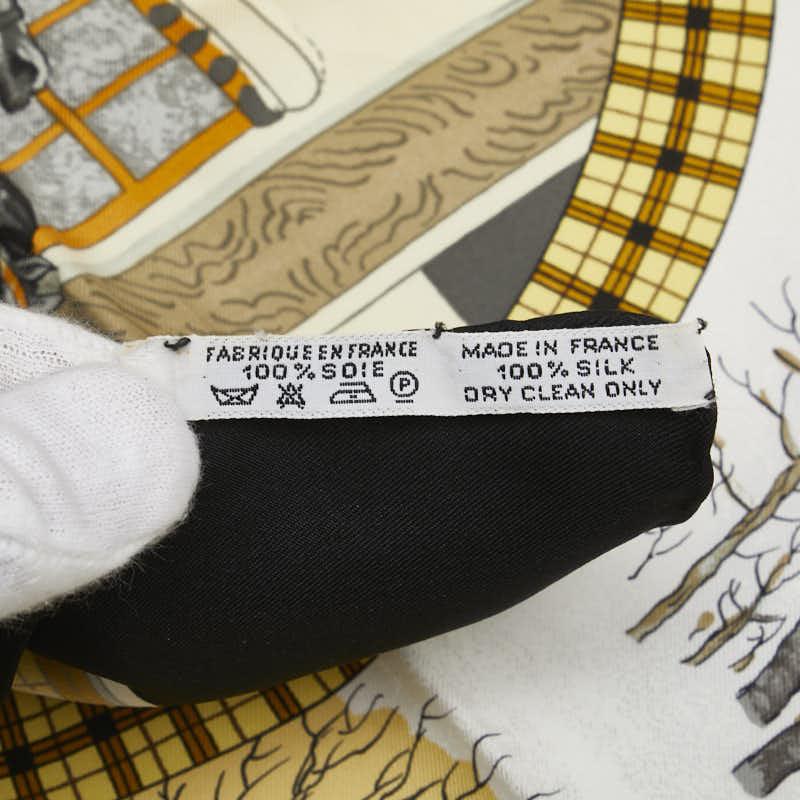 FABRIQUE EN FRANCE
100% SOIE
P
MADE IN FRANCE
100% SILK
DRY CLEAN ONLY